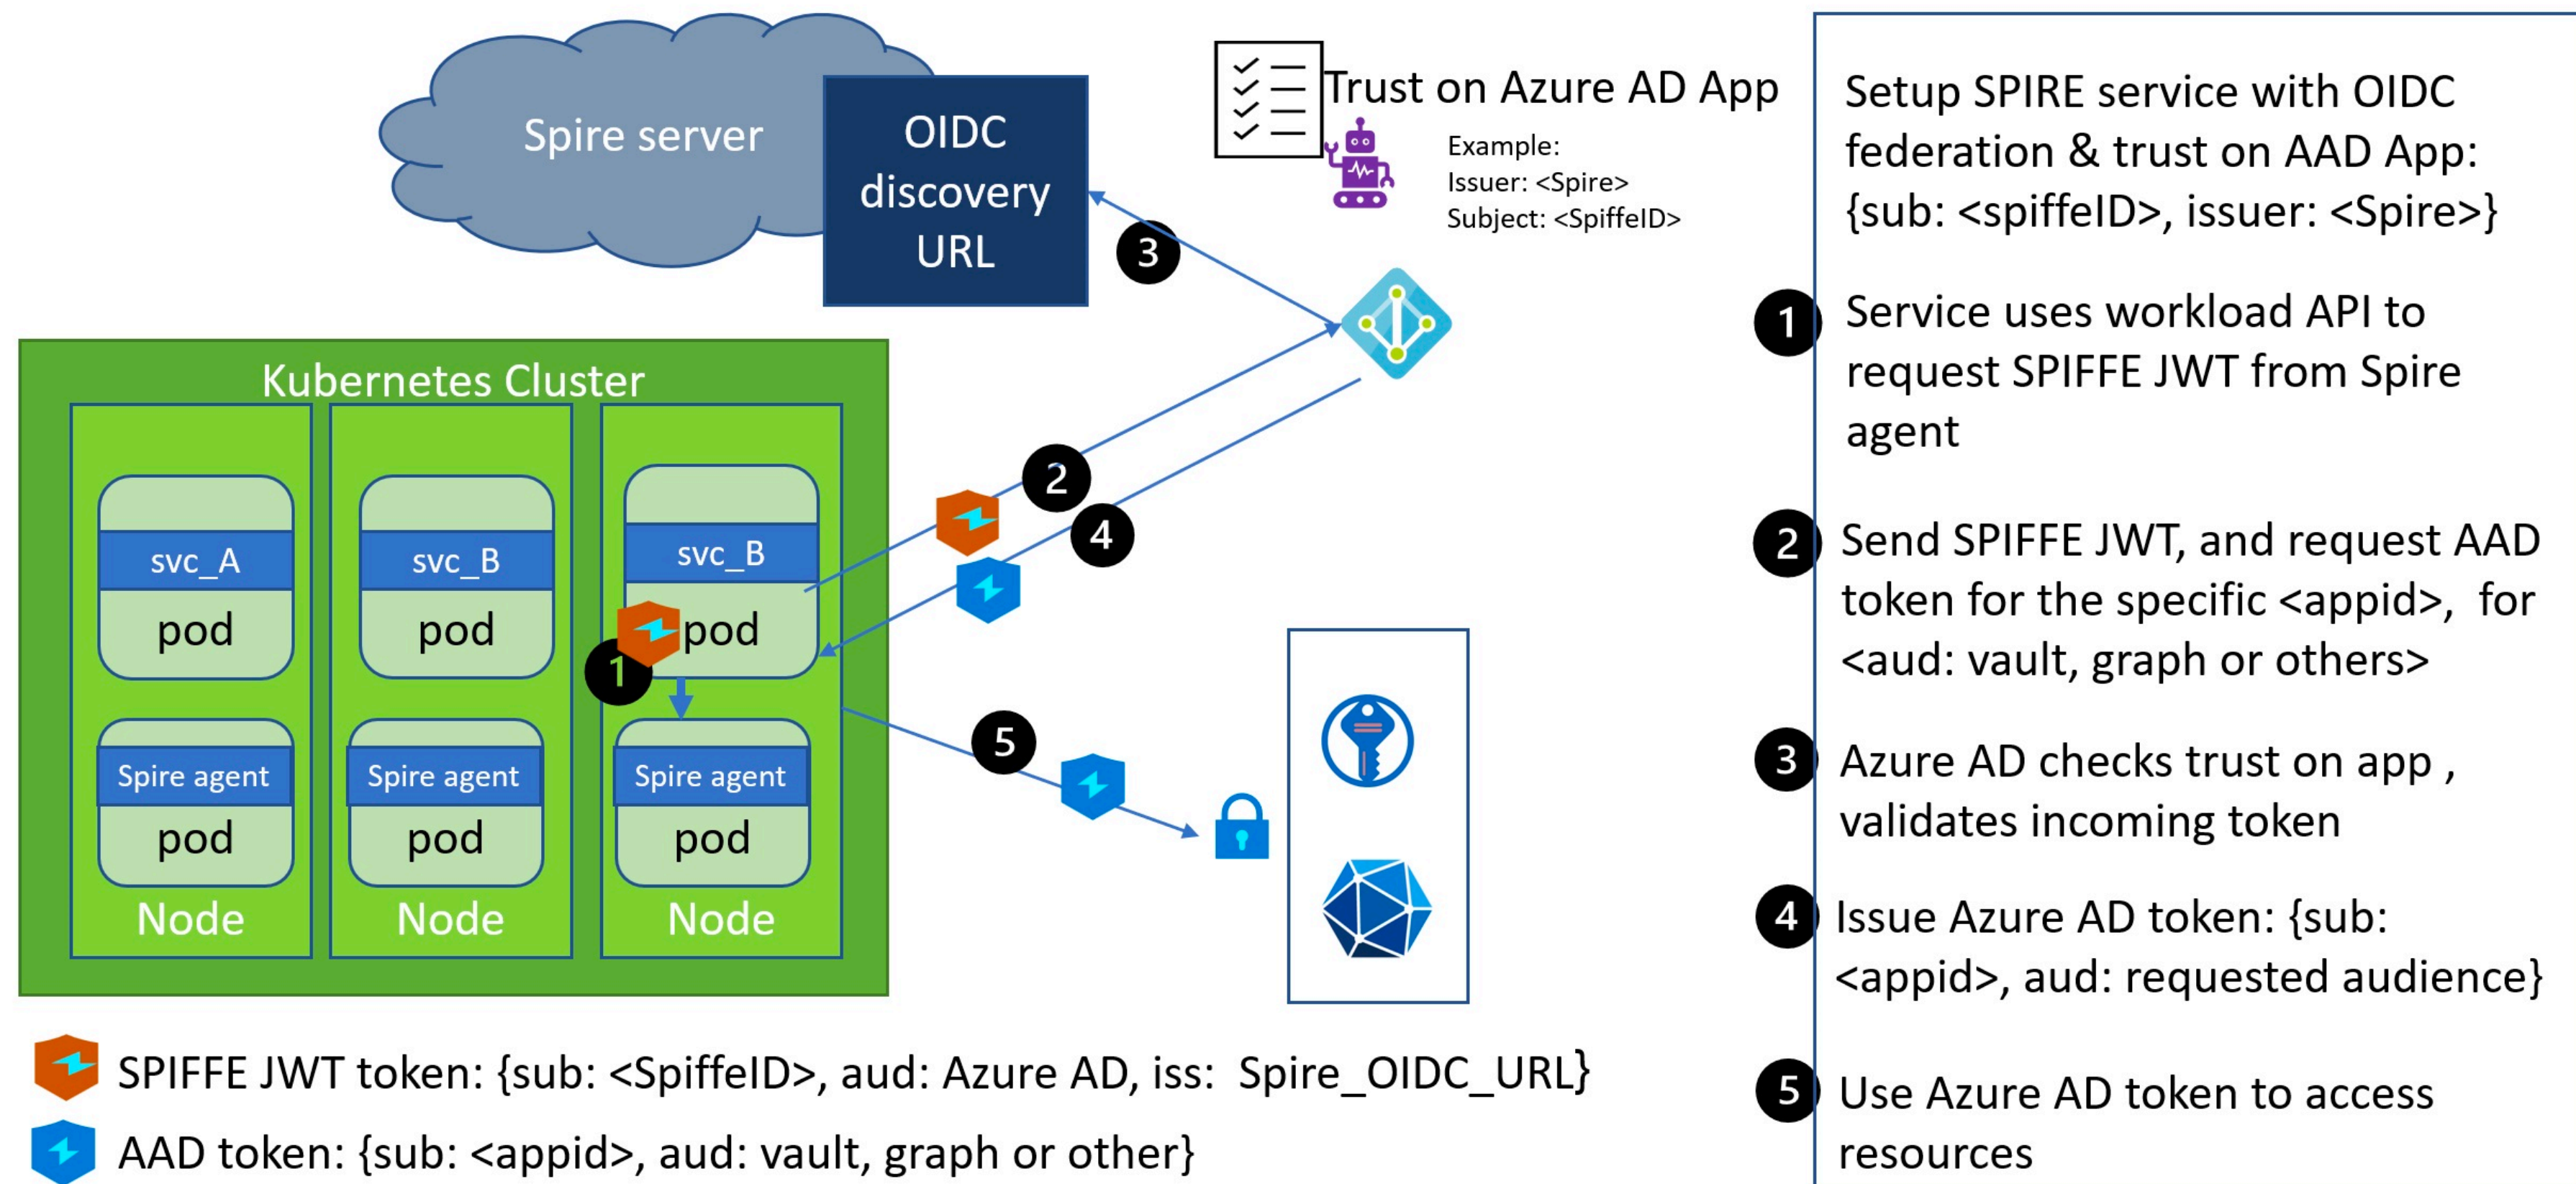 Spire server
OIDC
discovery
URL
Trust on Azure AD App
Example:
Issuer: <Spire>
Subject: <SpiffeID>
3
Kubernetes Cluster
svc_A
pod
svc_B
pod
svc_B
pod
1
2
4
5
Spire agent
pod
Spire agent
pod
Spire agent
pod
Node
Node
Node
SPIFFE JWT token: {sub: <SpiffeID>, aud: Azure AD, iss:  Spire_OIDC_URL}
AAD token: {sub: <appid>, aud: vault, graph or other}
Setup SPIRE service with OIDC
federation & trust on AAD App:
{sub: <spiffeID>, issuer: <Spire>}
1 Service uses workload API to
request SPIFFE JWT from Spire
agent
2 Send SPIFFE JWT, and request AAD
token for the specific <appid>,  for
<aud: vault, graph or others>
3 Azure AD checks trust on app ,
validates incoming token
4 Issue Azure AD token: {sub:
<appid>, aud: requested audience}
5 Use Azure AD token to access
resources